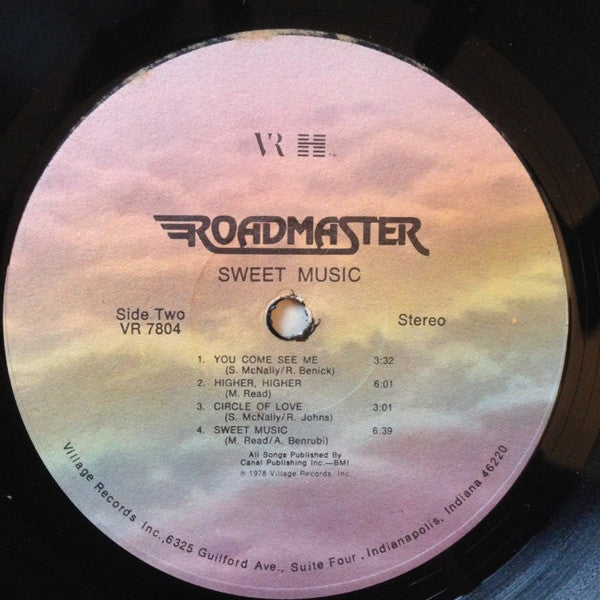 VR H TM
ROADMASTER
SWEET MUSIC
Side Two
VR 7804
Stereo
1. YOU COME SEE ME 3:32
(S. McNally/R. Benick)
2. HIGHER, HIGHER 6:01
(M. Read)
3. CIRCLE OF LOVE 3:01
(S. McNally/R. Johns)
4. SWEET MUSIC 6:39
(M. Read/A. Benrubi)
All Songs Published By
Canal Publishing Inc.—BMI
℗ 1978 Village Records, Inc.
Village Records Inc.,6325 Guilford Ave., Suite Four, Indianapolis, Indiana 46220